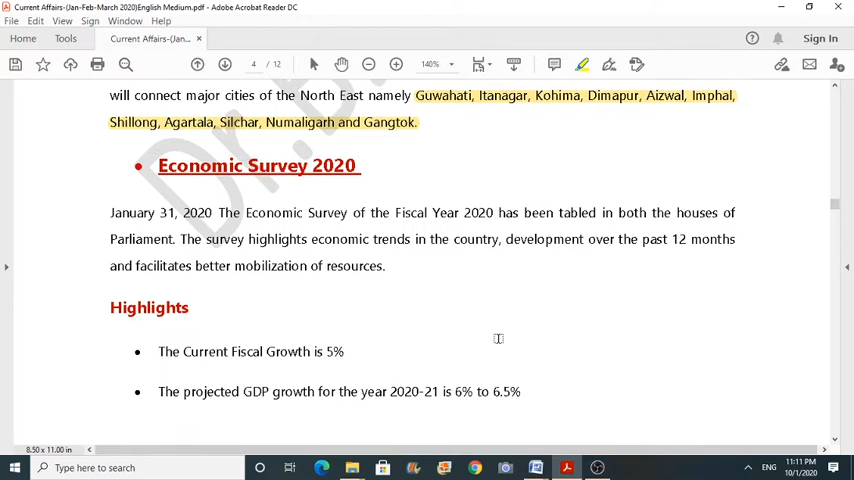 Current Affairs-(Jan-Feb-March 2020)English Medium.pdf - Adobe Acrobat Reader DC
File Edit View Sign Window Help
Home Tools Current Affairs-(Jan... × Sign In
4 / 12 140%
will connect major cities of the North East namely Guwahati, Itanagar, Kohima, Dimapur, Aizwal, Imphal,
Shillong, Agartala, Silchar, Numaligarh and Gangtok.
• Economic Survey 2020
January 31, 2020 The Economic Survey of the Fiscal Year 2020 has been tabled in both the houses of
Parliament. The survey highlights economic trends in the country, development over the past 12 months
and facilitates better mobilization of resources.
Highlights
• The Current Fiscal Growth is 5%
• The projected GDP growth for the year 2020-21 is 6% to 6.5%
8.50 x 11.00 in
Type here to search
ENG
11:11 PM
10/1/2020